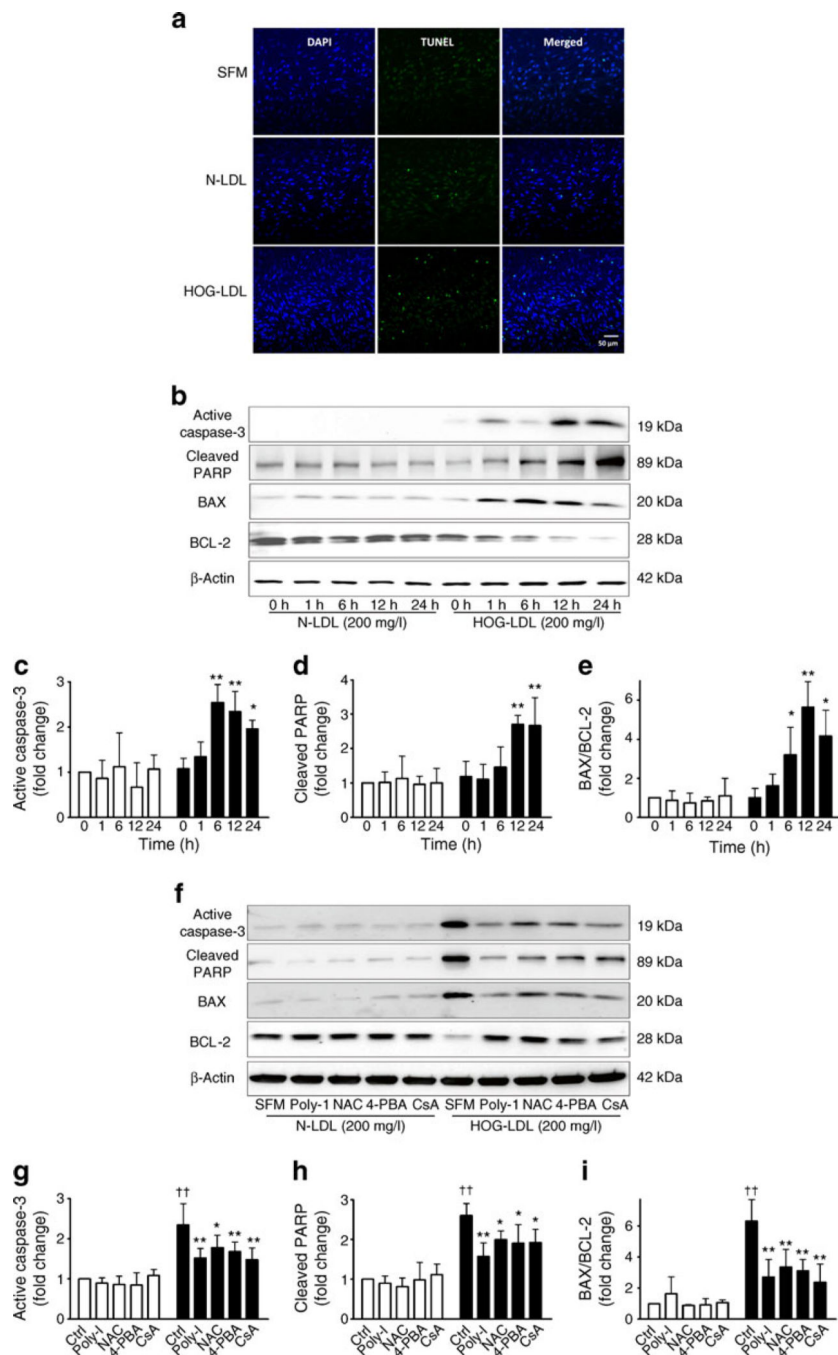 a
DAPI TUNEL Merged
SFM
N-LDL
HOG-LDL
50 µm
b
Active
caspase-3
19 kDa
Cleaved
PARP
89 kDa
BAX
20 kDa
BCL-2
28 kDa
β-Actin
42 kDa
0 h 1 h 6 h 12 h 24 h 0 h 1 h 6 h 12 h 24 h
N-LDL (200 mg/l) HOG-LDL (200 mg/l)
c
Active caspase-3
(fold change)
3
2
1
0
** ** *
0 1 6 12 24 0 1 6 12 24
Time (h)
d
Cleaved PARP
(fold change)
4
3
2
1
0
** **
0 1 6 12 24 0 1 6 12 24
Time (h)
e
BAX/BCL-2
(fold change)
6
4
2
0
* ** *
0 1 6 12 24 0 1 6 12 24
Time (h)
f
Active
caspase-3
19 kDa
Cleaved
PARP
89 kDa
BAX
20 kDa
BCL-2
28 kDa
β-Actin
42 kDa
SFM Poly-1 NAC 4-PBA CsA SFM Poly-1 NAC 4-PBA CsA
N-LDL (200 mg/l) HOG-LDL (200 mg/l)
g
Active caspase-3
(fold change)
3
2
1
0
†† ** * ** **
Ctrl Poly-I NAC 4-PBA CsA Ctrl Poly-I NAC 4-PBA CsA
h
Cleaved PARP
(fold change)
3
2
1
0
†† ** * * *
Ctrl Poly-I NAC 4-PBA CsA Ctrl Poly-I NAC 4-PBA CsA
i
BAX/BCL-2
(fold change)
6
4
2
0
†† ** ** ** **
Ctrl Poly-I NAC 4-PBA CsA Ctrl Poly-I NAC 4-PBA CsA